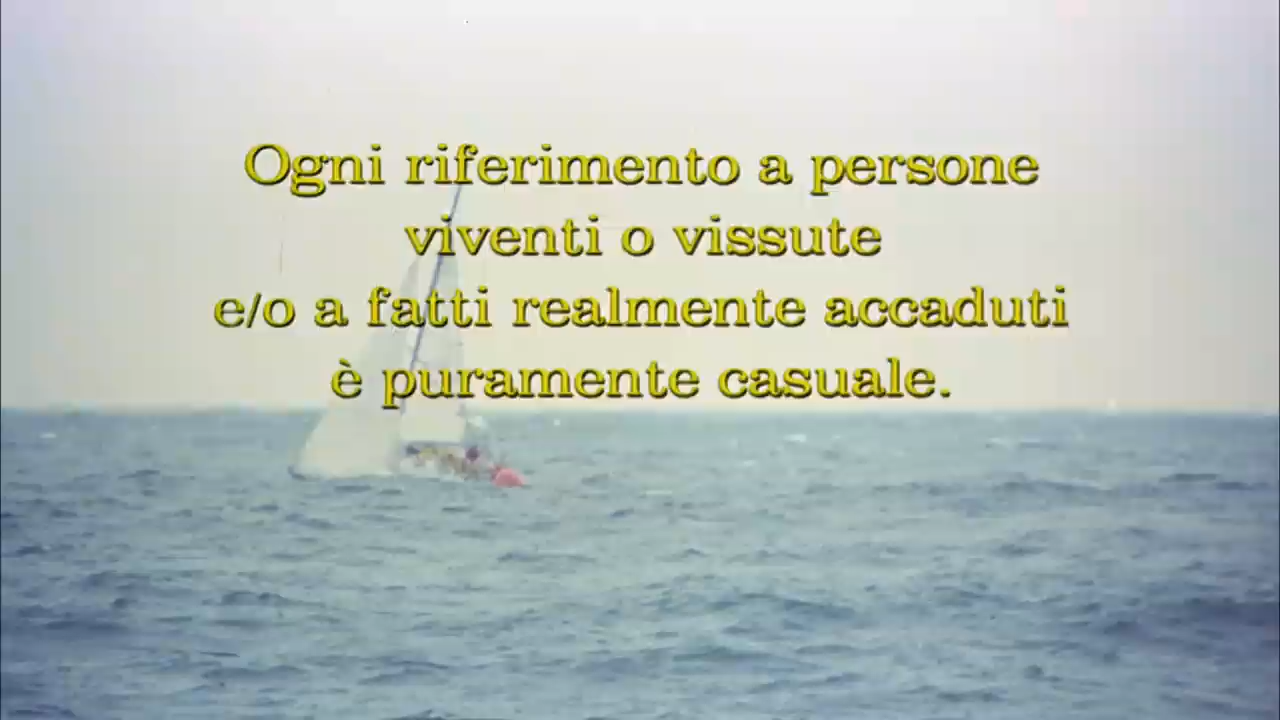 Ogni riferimento a persone
viventi o vissute
e/o a fatti realmente accaduti
è puramente casuale.